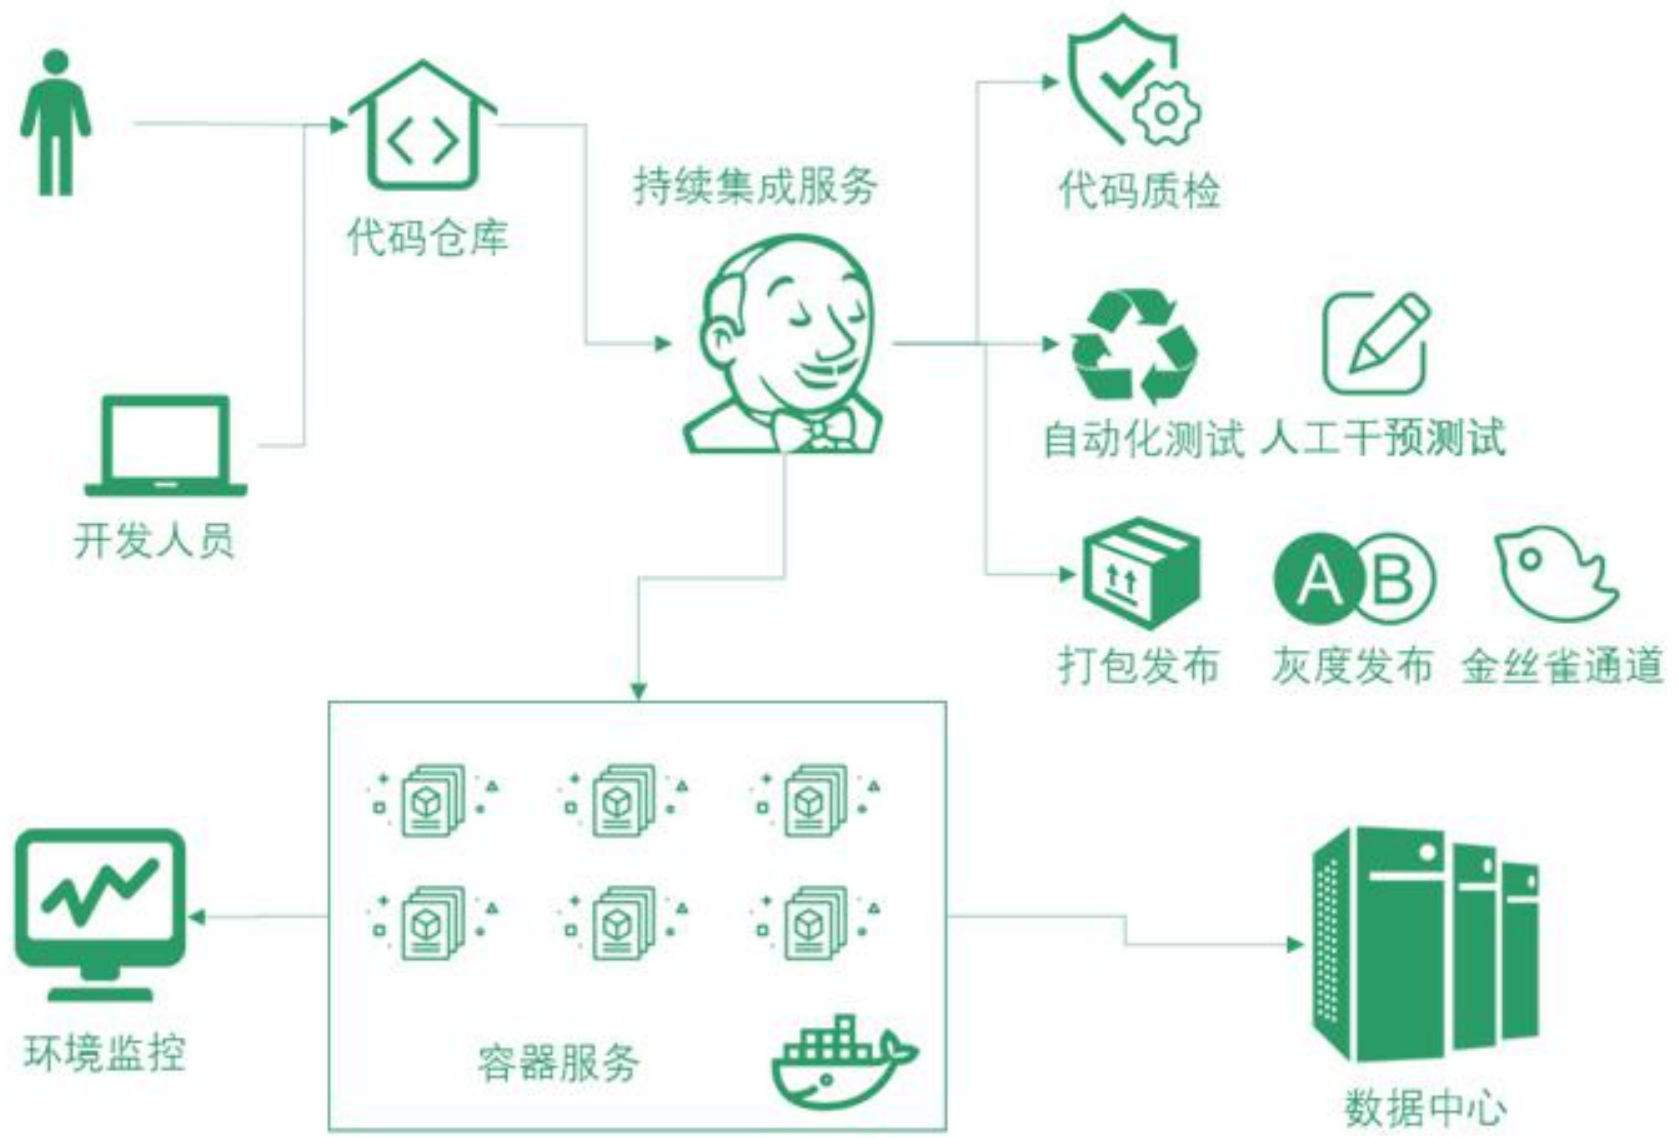 代码仓库
持续集成服务
代码质检
自动化测试
人工干预测试
开发人员
打包发布
A
B
灰度发布
金丝雀通道
环境监控
容器服务
数据中心